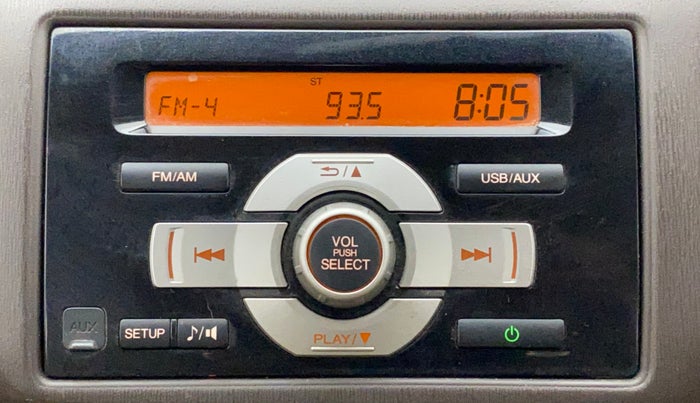 ST
FM-4 93.5 8:05
FM/AM
USB/AUX
VOL
PUSH
SELECT
AUX
SETUP
PLAY/